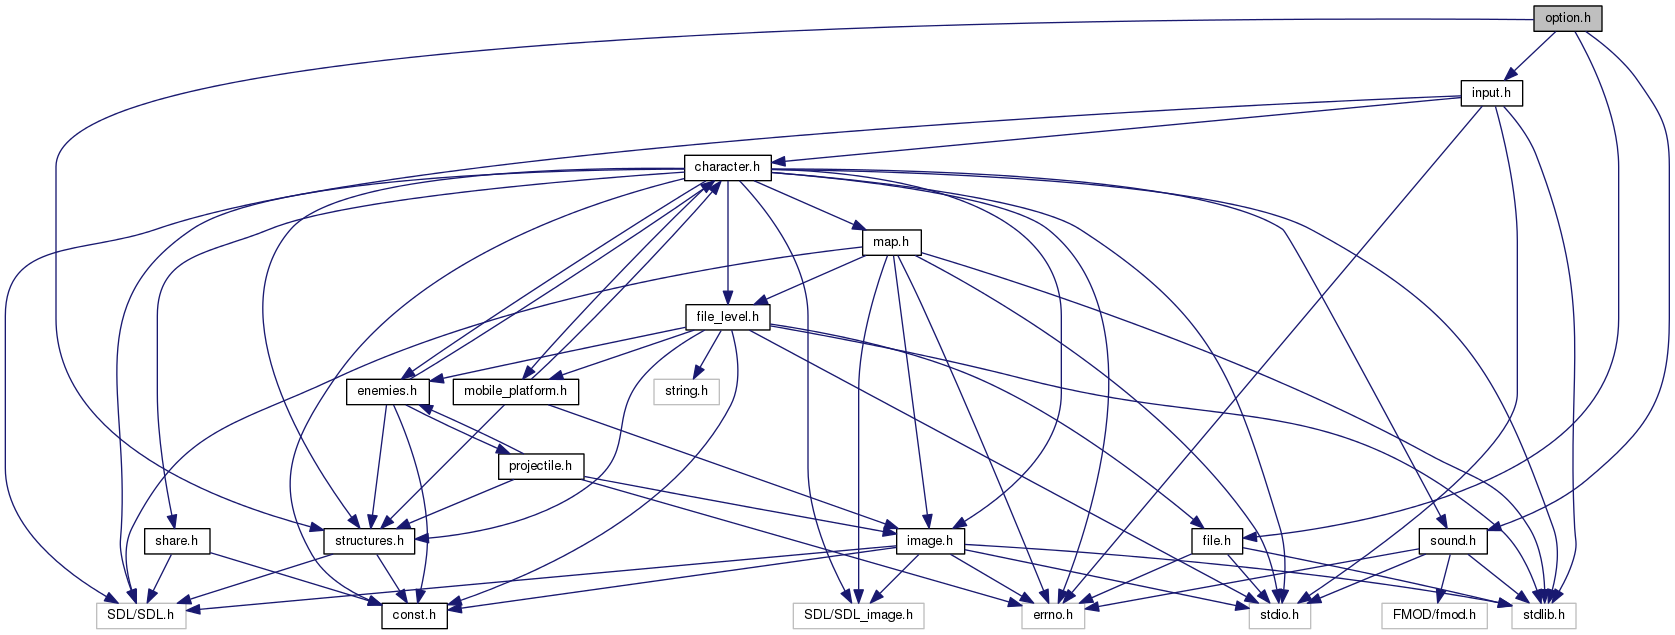 option.h
input.h
character.h
map.h
file_level.h
enemies.h
mobile_platform.h
string.h
projectile.h
share.h
structures.h
image.h
file.h
sound.h
SDL/SDL.h
const.h
SDL/SDL_image.h
errno.h
stdio.h
FMOD/fmod.h
stdlib.h